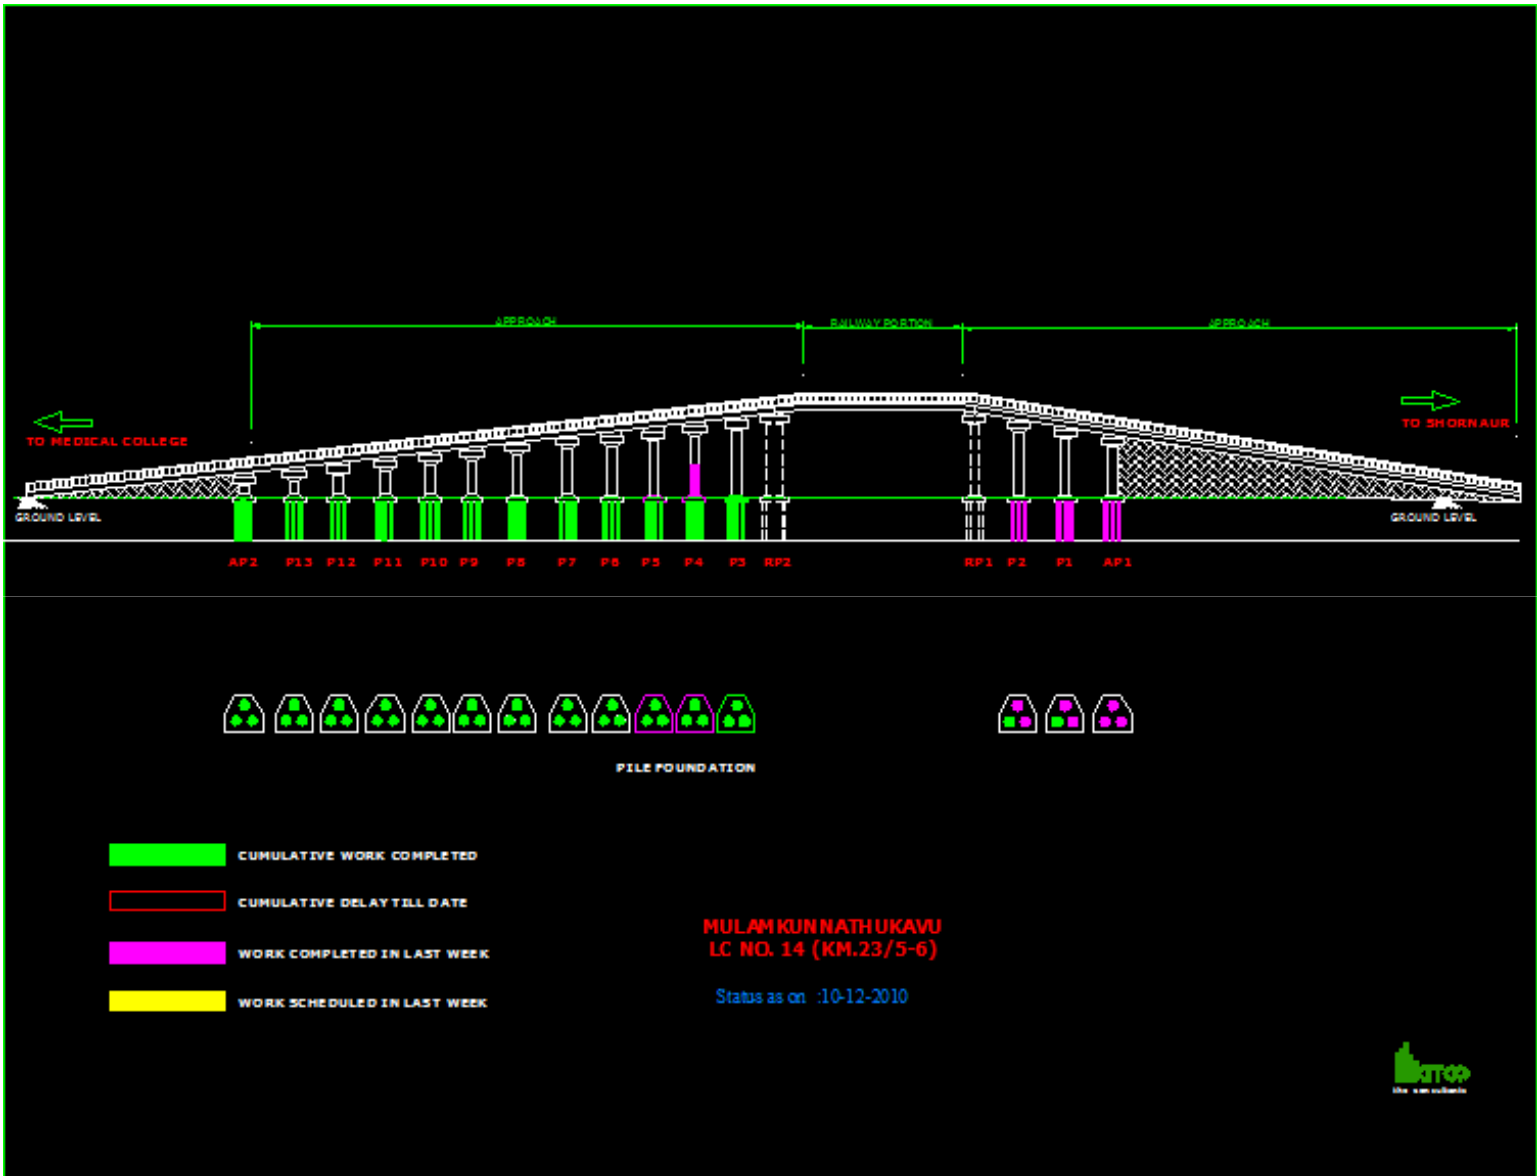 APPROACH RAILWAY PORTION APPROACH
TO MEDICAL COLLEGE
TO SHORNAUR
GROUND LEVEL
GROUND LEVEL
AP2 P13 P12 P11 P10 P9 P8 P7 P6 P5 P4 P3 RP2 RP1 P2 P1 AP1
PILE FOUNDATION
CUMULATIVE WORK COMPLETED
CUMULATIVE DELAY TILL DATE
WORK COMPLETED IN LAST WEEK
WORK SCHEDULED IN LAST WEEK
MULAMKUNNATHUKAVU
LC NO. 14 (KM.23/5-6)
Status as on :10-12-2010
KITCO
the consultants